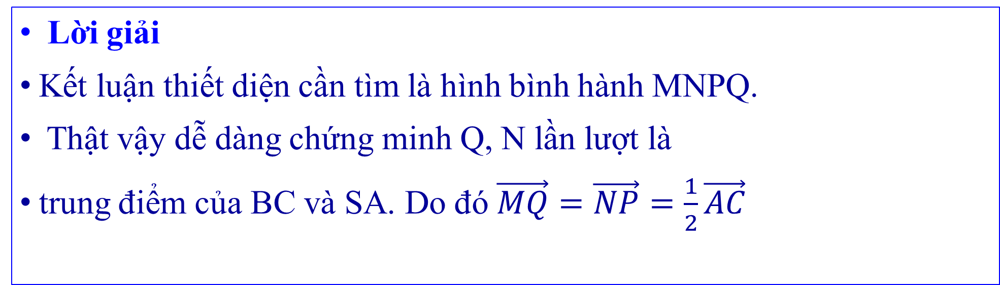 • Lời giải
• Kết luận thiết diện cần tìm là hình bình hành MNPQ.
• Thật vậy dễ dàng chứng minh Q, N lần lượt là
• trung điểm của BC và SA. Do đó $\overrightarrow{MQ} = \overrightarrow{NP} = \frac{1}{2}\overrightarrow{AC}$